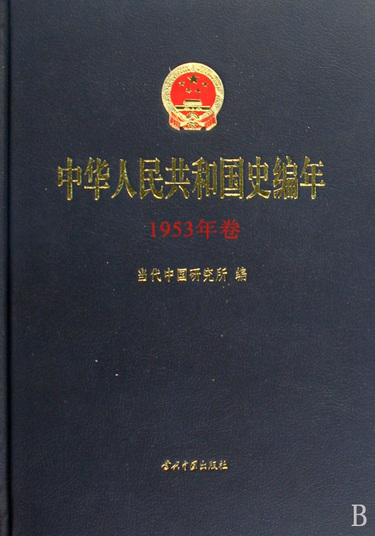 中华人民共和国史编年
1953年卷
当代中国研究所 编
当代中国出版社
B